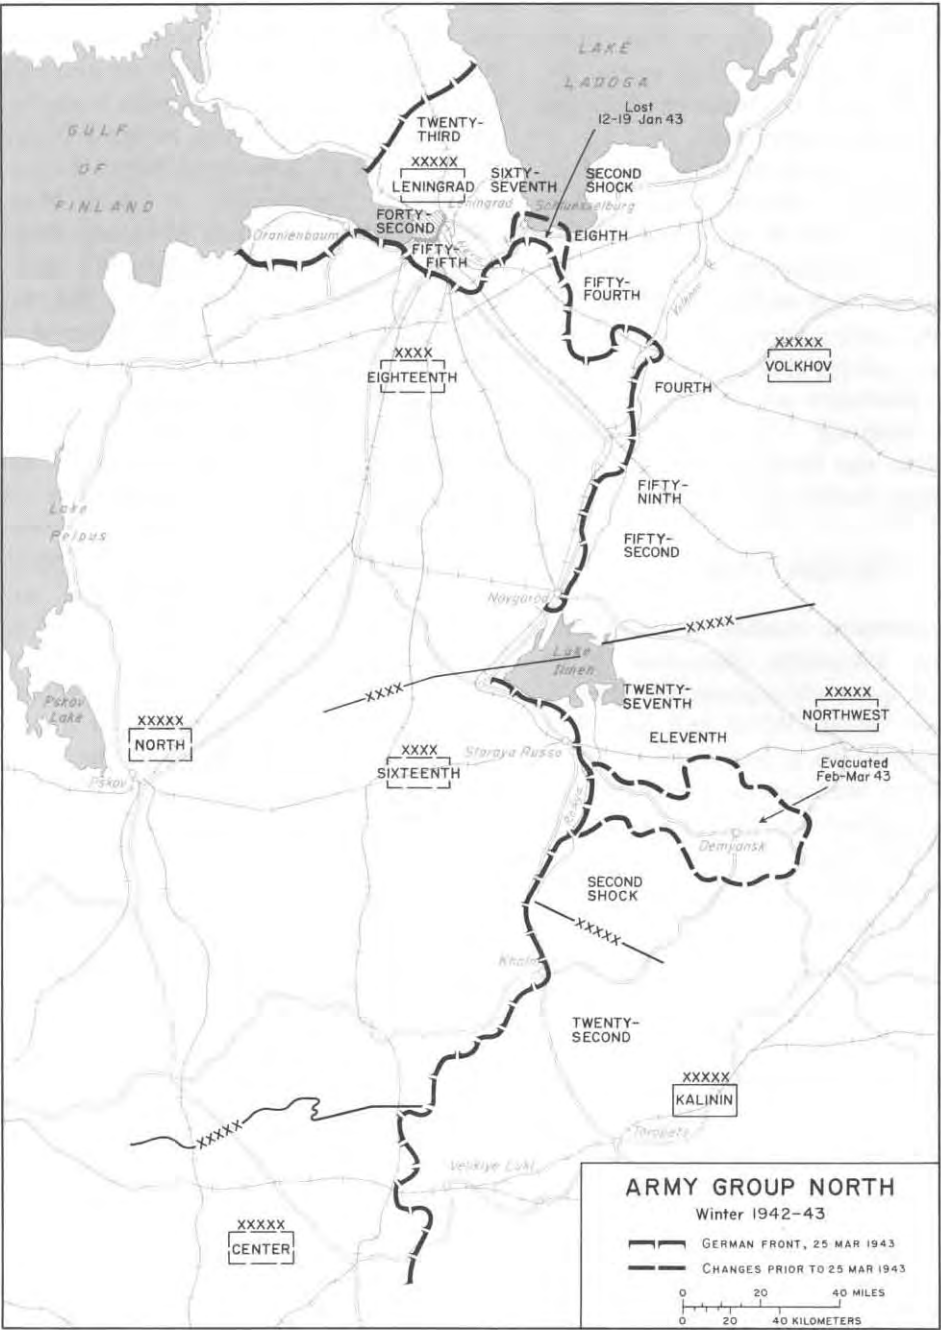 LAKE
LADOGA
Lost
12-19 Jan 43
GULF
OF
FINLAND
TWENTY-
THIRD
XXXXX
LENINGRAD
SIXTY-
SEVENTH
SECOND
SHOCK
Leningrad
Schluesselburg
FORTY-
SECOND
Oranienbaum
EIGHTH
FIFTY-
FIFTH
FIFTY-
FOURTH
Volkhov R
XXXX
EIGHTEENTH
XXXXX
VOLKHOV
FOURTH
FIFTY-
NINTH
Lake
Peipus
FIFTY-
SECOND
Novgorod
XXXXX
Lake
Ilmen
XXXX
TWENTY-
SEVENTH
XXXXX
NORTHWEST
Pskov
Lake
XXXXX
NORTH
ELEVENTH
Staraya Russa
XXXX
SIXTEENTH
Evacuated
Feb-Mar 43
Pskov
Demyansk
SECOND
SHOCK
XXXXX
Kholm
TWENTY-
SECOND
XXXXX
KALININ
XXXXX
Toropets
Velikiye Luki
XXXXX
CENTER
ARMY GROUP NORTH
Winter 1942-43
GERMAN FRONT, 25 MAR 1943
CHANGES PRIOR TO 25 MAR 1943
0 20 40 MILES
0 20 40 KILOMETERS